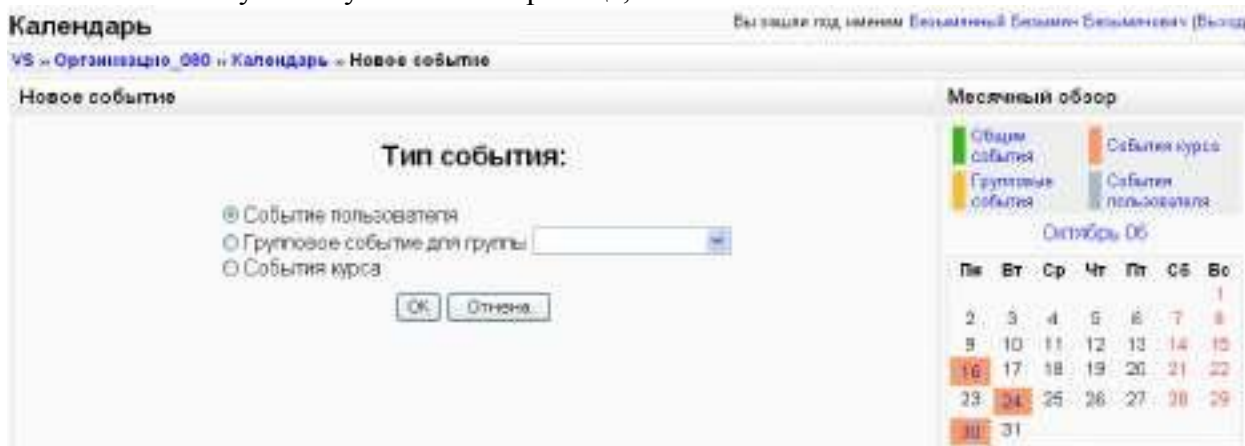 Календарь
Вы зашли под именем Безымянный Безымян Безымянович (Выход
VS » Организацию_080 » Календарь » Новое событие
Новое событие
Месячный обзор
Тип события:
Общие события
События курса
Групповые события
События пользователя
Событие пользователя
Групповое событие для группы
События курса
OK Отмена
Октябрь 06
Пн Вт Ср Чт Пт Сб Вс
1
2 3 4 5 6 7 8
9 10 11 12 13 14 15
16 17 18 19 20 21 22
23 24 25 26 27 28 29
30 31